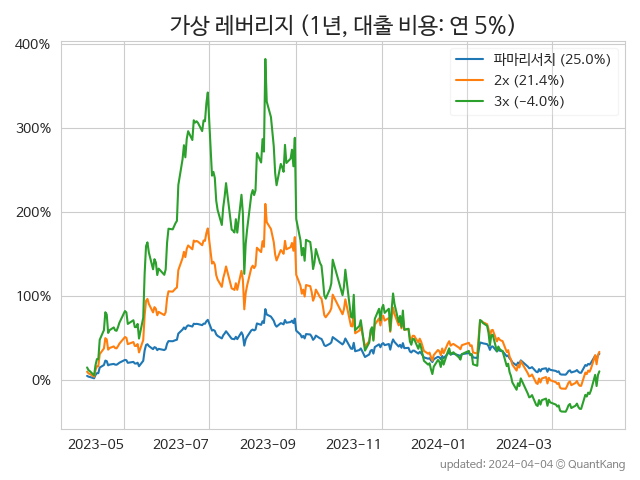 가상 레버리지 (1년, 대출 비용: 연 5%)
400%
300%
200%
100%
0%
파마리서치 (25.0%)
2x (21.4%)
3x (−4.0%)
2023-05
2023-07
2023-09
2023-11
2024-01
2024-03
updated: 2024-04-04 © QuantKang